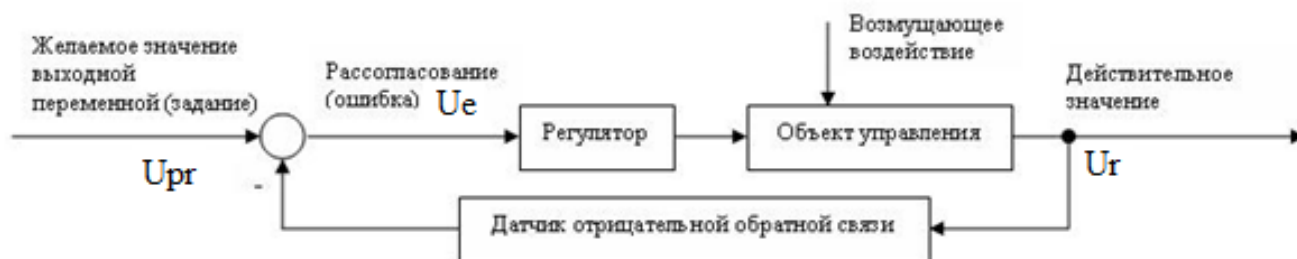 Желаемое значение
выходной
переменной (задание)
Upr
Рассогласование
(ошибка) Ue
-
Регулятор
Возмущающее
воздействие
Объект управления
Действительное
значение
Ur
Датчик отрицательной обратной связи